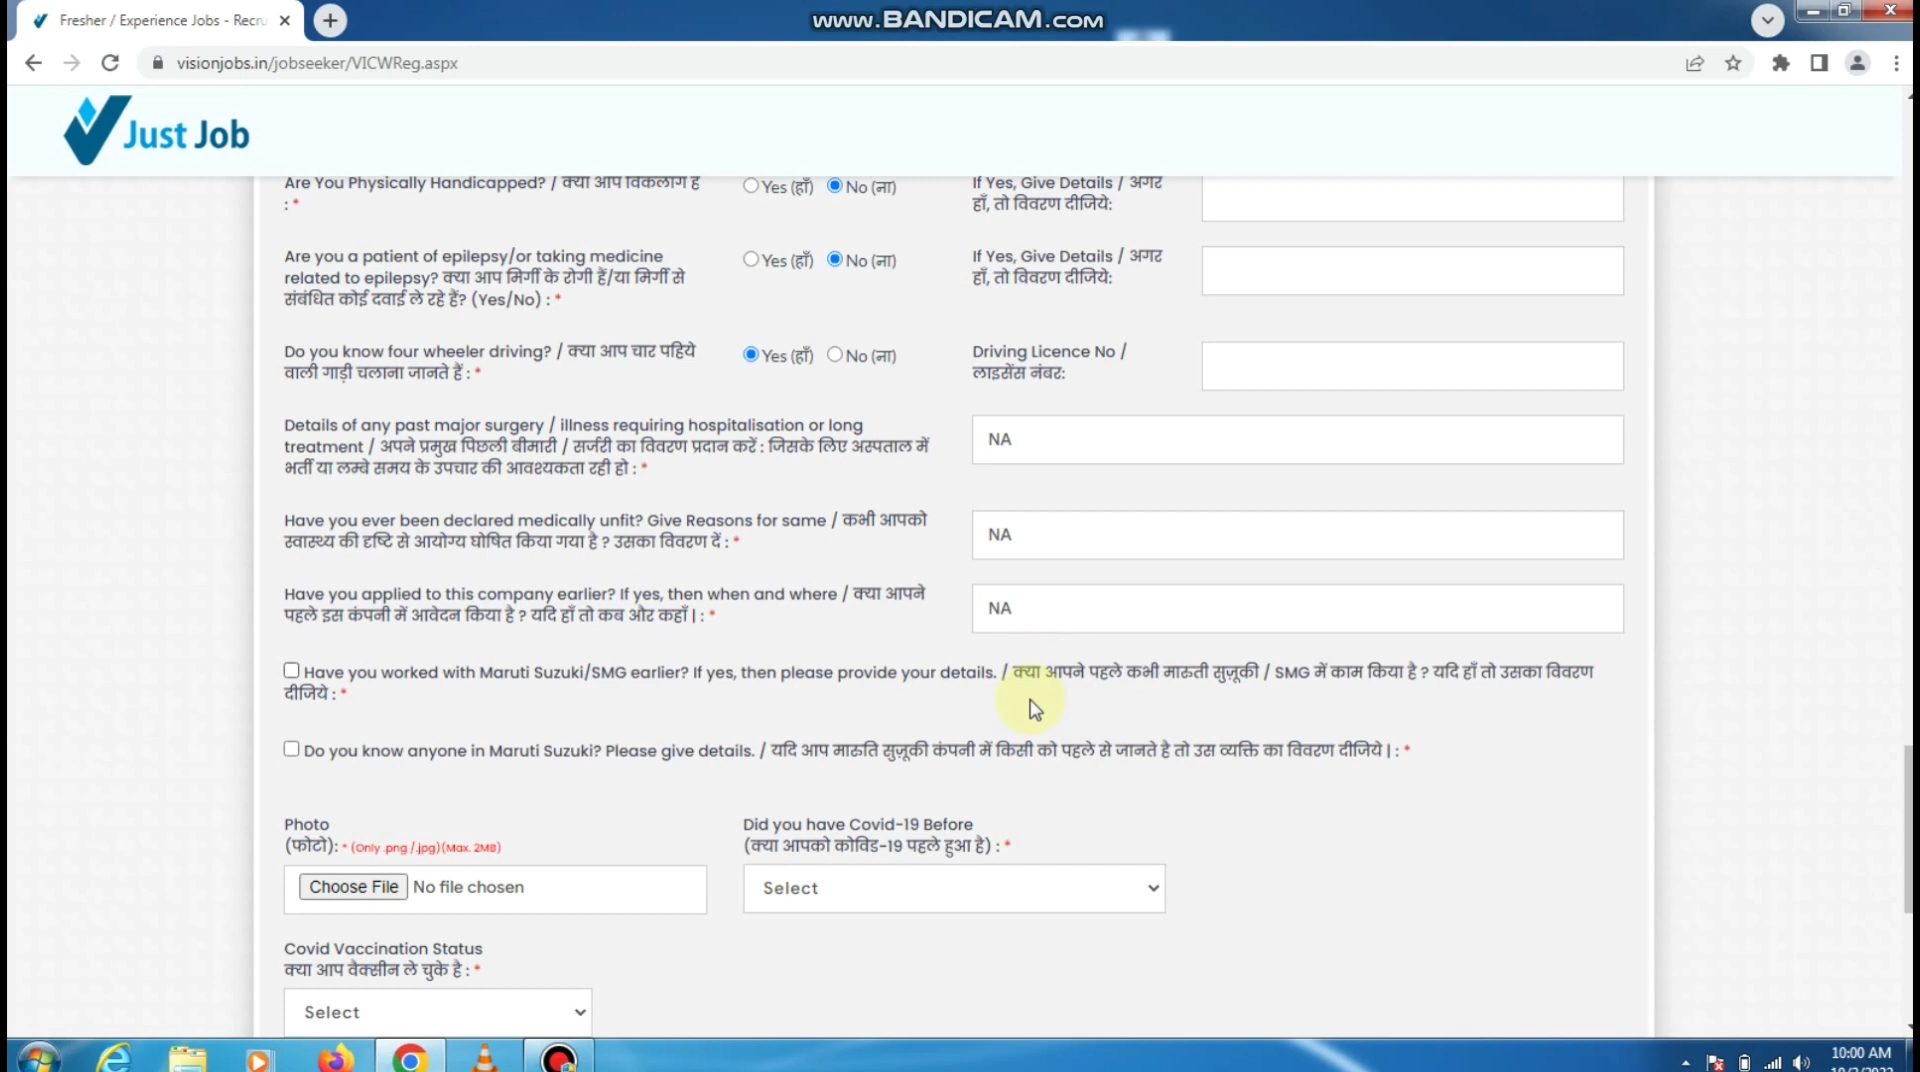 Fresher / Experience Jobs - Recru
www.BANDICAM.com
visionjobs.in/jobseeker/VICWReg.aspx
Just Job
Are You Physically Handicapped? / क्या आप विकलांग है
: *
Yes (हाँ) No (ना)
If Yes, Give Details / अगर
हाँ, तो विवरण दीजिये:
Are you a patient of epilepsy/or taking medicine
related to epilepsy? क्या आप मिर्गी के रोगी हैं/या मिर्गी से
संबंधित कोई दवाई ले रहे हैं? (Yes/No) : *
Yes (हाँ) No (ना)
If Yes, Give Details / अगर
हाँ, तो विवरण दीजिये:
Do you know four wheeler driving? / क्या आप चार पहिये
वाली गाड़ी चलाना जानते हैं : *
Yes (हाँ) No (ना)
Driving Licence No /
लाइसेंस नंबर:
Details of any past major surgery / illness requiring hospitalisation or long
treatment / अपने प्रमुख पिछली बीमारी / सर्जरी का विवरण प्रदान करें : जिसके लिए अस्पताल में
भर्ती या लम्बे समय के उपचार की आवश्यकता रही हो : *
NA
Have you ever been declared medically unfit? Give Reasons for same / कभी आपको
स्वास्थ्य की दृष्टि से आयोग्य घोषित किया गया है ? उसका विवरण दें : *
NA
Have you applied to this company earlier? If yes, then when and where / क्या आपने
पहले इस कंपनी में आवेदन किया है ? यदि हाँ तो कब और कहाँ | : *
NA
Have you worked with Maruti Suzuki/SMG earlier? If yes, then please provide your details. / क्या आपने पहले कभी मारुती सुज़ूकी / SMG में काम किया है ? यदि हाँ तो उसका विवरण
दीजिये : *
Do you know anyone in Maruti Suzuki? Please give details. / यदि आप मारुति सुज़ूकी कंपनी में किसी को पहले से जानते है तो उस व्यक्ति का विवरण दीजिये | : *
Photo
(फोटो): * (Only .png /.jpg)(Max. 2MB)
Choose File No file chosen
Did you have Covid-19 Before
(क्या आपको कोविड-19 पहले हुआ है) : *
Select
Covid Vaccination Status
क्या आप वैक्सीन ले चुके है : *
Select
10:00 AM